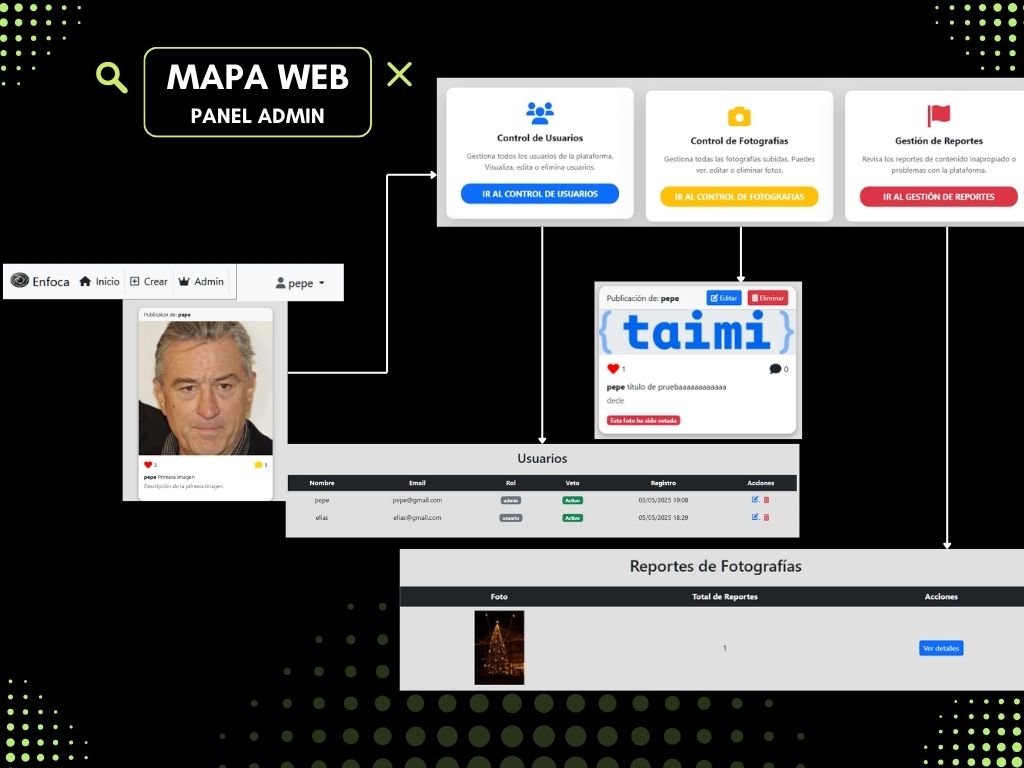 MAPA WEB
PANEL ADMIN
Control de Usuarios
Gestiona todos los usuarios de la plataforma.
Visualiza, edita o elimina usuarios.
IR AL CONTROL DE USUARIOS
Control de Fotografías
Gestiona todas las fotografías subidas. Puedes
ver, editar o eliminar fotos.
IR AL CONTROL DE FOTOGRAFIAS
Gestión de Reportes
Revisa los reportes de contenido inapropiado o
problemas con la plataforma.
IR AL GESTIÓN DE REPORTES
Enfoca Inicio Crear Admin pepe
Publicacion de: pepe
3 5
pepe Primera Imagen
Descripción de la primera imagen
Publicación de: pepe Editar Eliminar
{taimi}
1 0
pepe título de pruebaaaaaaaaaaaa
dede
Esta foto ha sido vetada
Usuarios
Nombre Email Rol Veto Registro Acciones
pepe pepe@gmail.com admin Activo 03/05/2025 19:08
elias elias@gmail.com usuario Activo 05/05/2025 18:29
Reportes de Fotografías
Foto Total de Reportes Acciones
1 Ver detalles